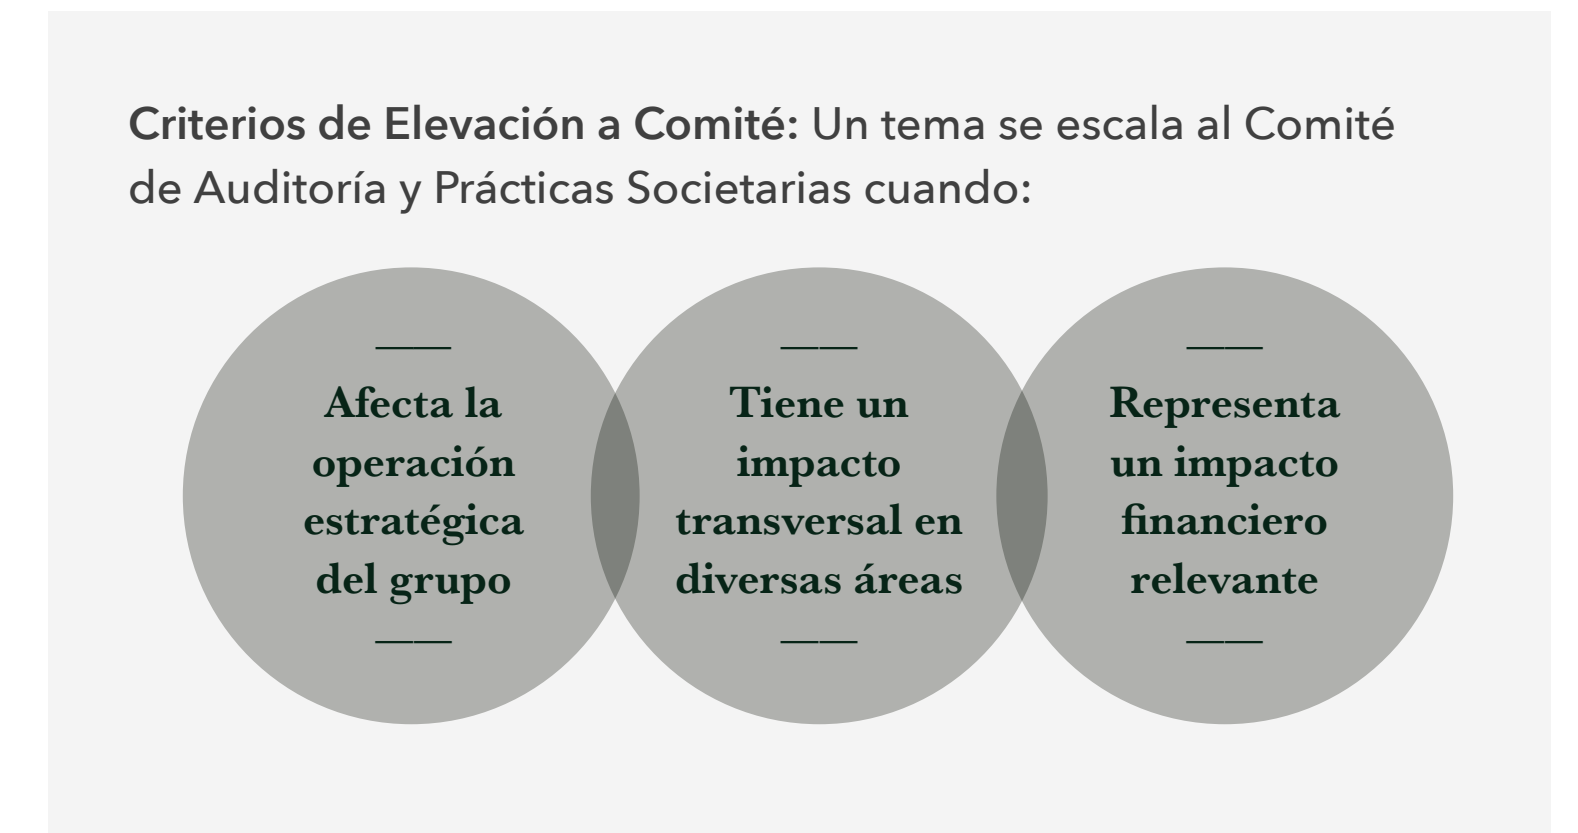 Criterios de Elevación a Comité: Un tema se escala al Comité
de Auditoría y Prácticas Societarias cuando:
Afecta la
operación
estratégica
del grupo
Tiene un
impacto
transversal en
diversas áreas
Representa
un impacto
financiero
relevante